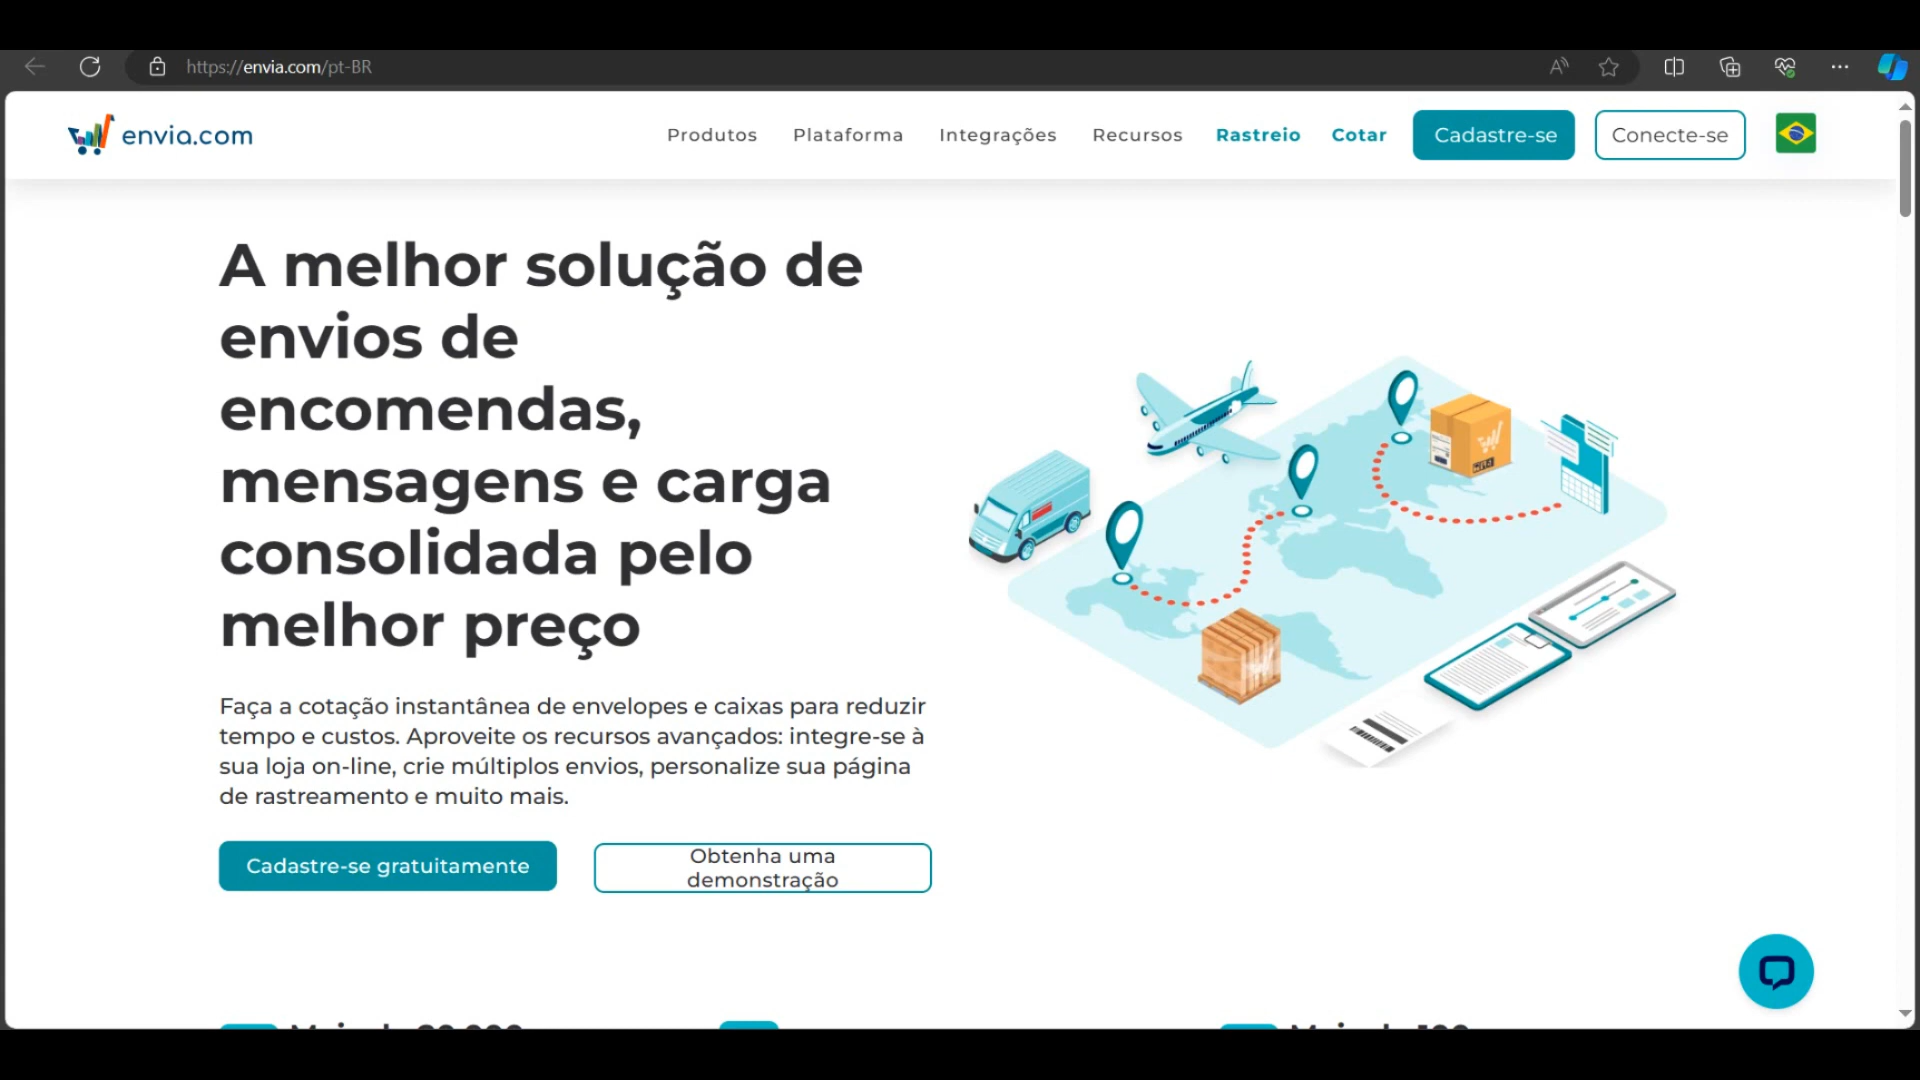 https://envia.com/pt-BR
envia.com
Produtos Plataforma Integrações Recursos Rastreio Cotar Cadastre-se Conecte-se
A melhor solução de
envios de
encomendas,
mensagens e carga
consolidada pelo
melhor preço
Faça a cotação instantânea de envelopes e caixas para reduzir
tempo e custos. Aproveite os recursos avançados: integre-se à
sua loja on-line, crie múltiplos envios, personalize sua página
de rastreamento e muito mais.
Cadastre-se gratuitamente
Obtenha uma
demonstração